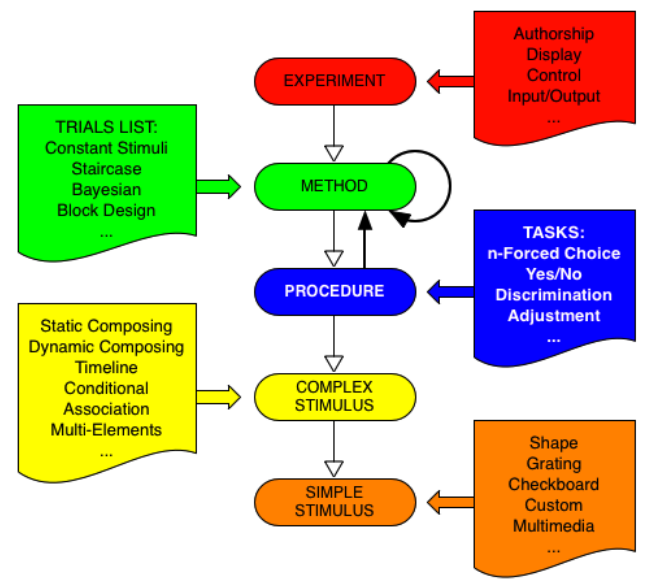 Authorship
Display
Control
Input/Output
...
EXPERIMENT
TRIALS LIST:
Constant Stimuli
Staircase
Bayesian
Block Design
...
METHOD
TASKS:
n-Forced Choice
Yes/No
Discrimination
Adjustment
...
PROCEDURE
Static Composing
Dynamic Composing
Timeline
Conditional
Association
Multi-Elements
...
COMPLEX
STIMULUS
Shape
Grating
Checkboard
Custom
Multimedia
...
SIMPLE
STIMULUS